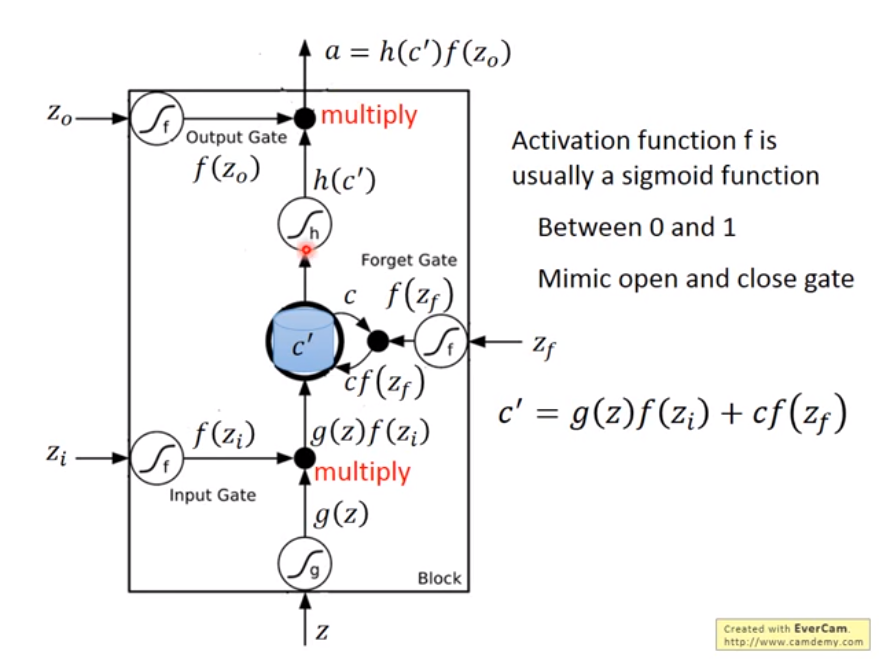 a = h(c′)f(z_o)
z_o
f
multiply
Output Gate
f(z_o)
h(c′)
h
Forget Gate
c
f(z_f)
c′
f
z_f
cf(z_f)
z_i
f
f(z_i)
g(z)f(z_i)
multiply
Input Gate
g(z)
g
Block
z
Activation function f is
usually a sigmoid function
Between 0 and 1
Mimic open and close gate
c′ = g(z)f(z_i) + cf(z_f)
Created with EverCam.
http://www.camdemy.com